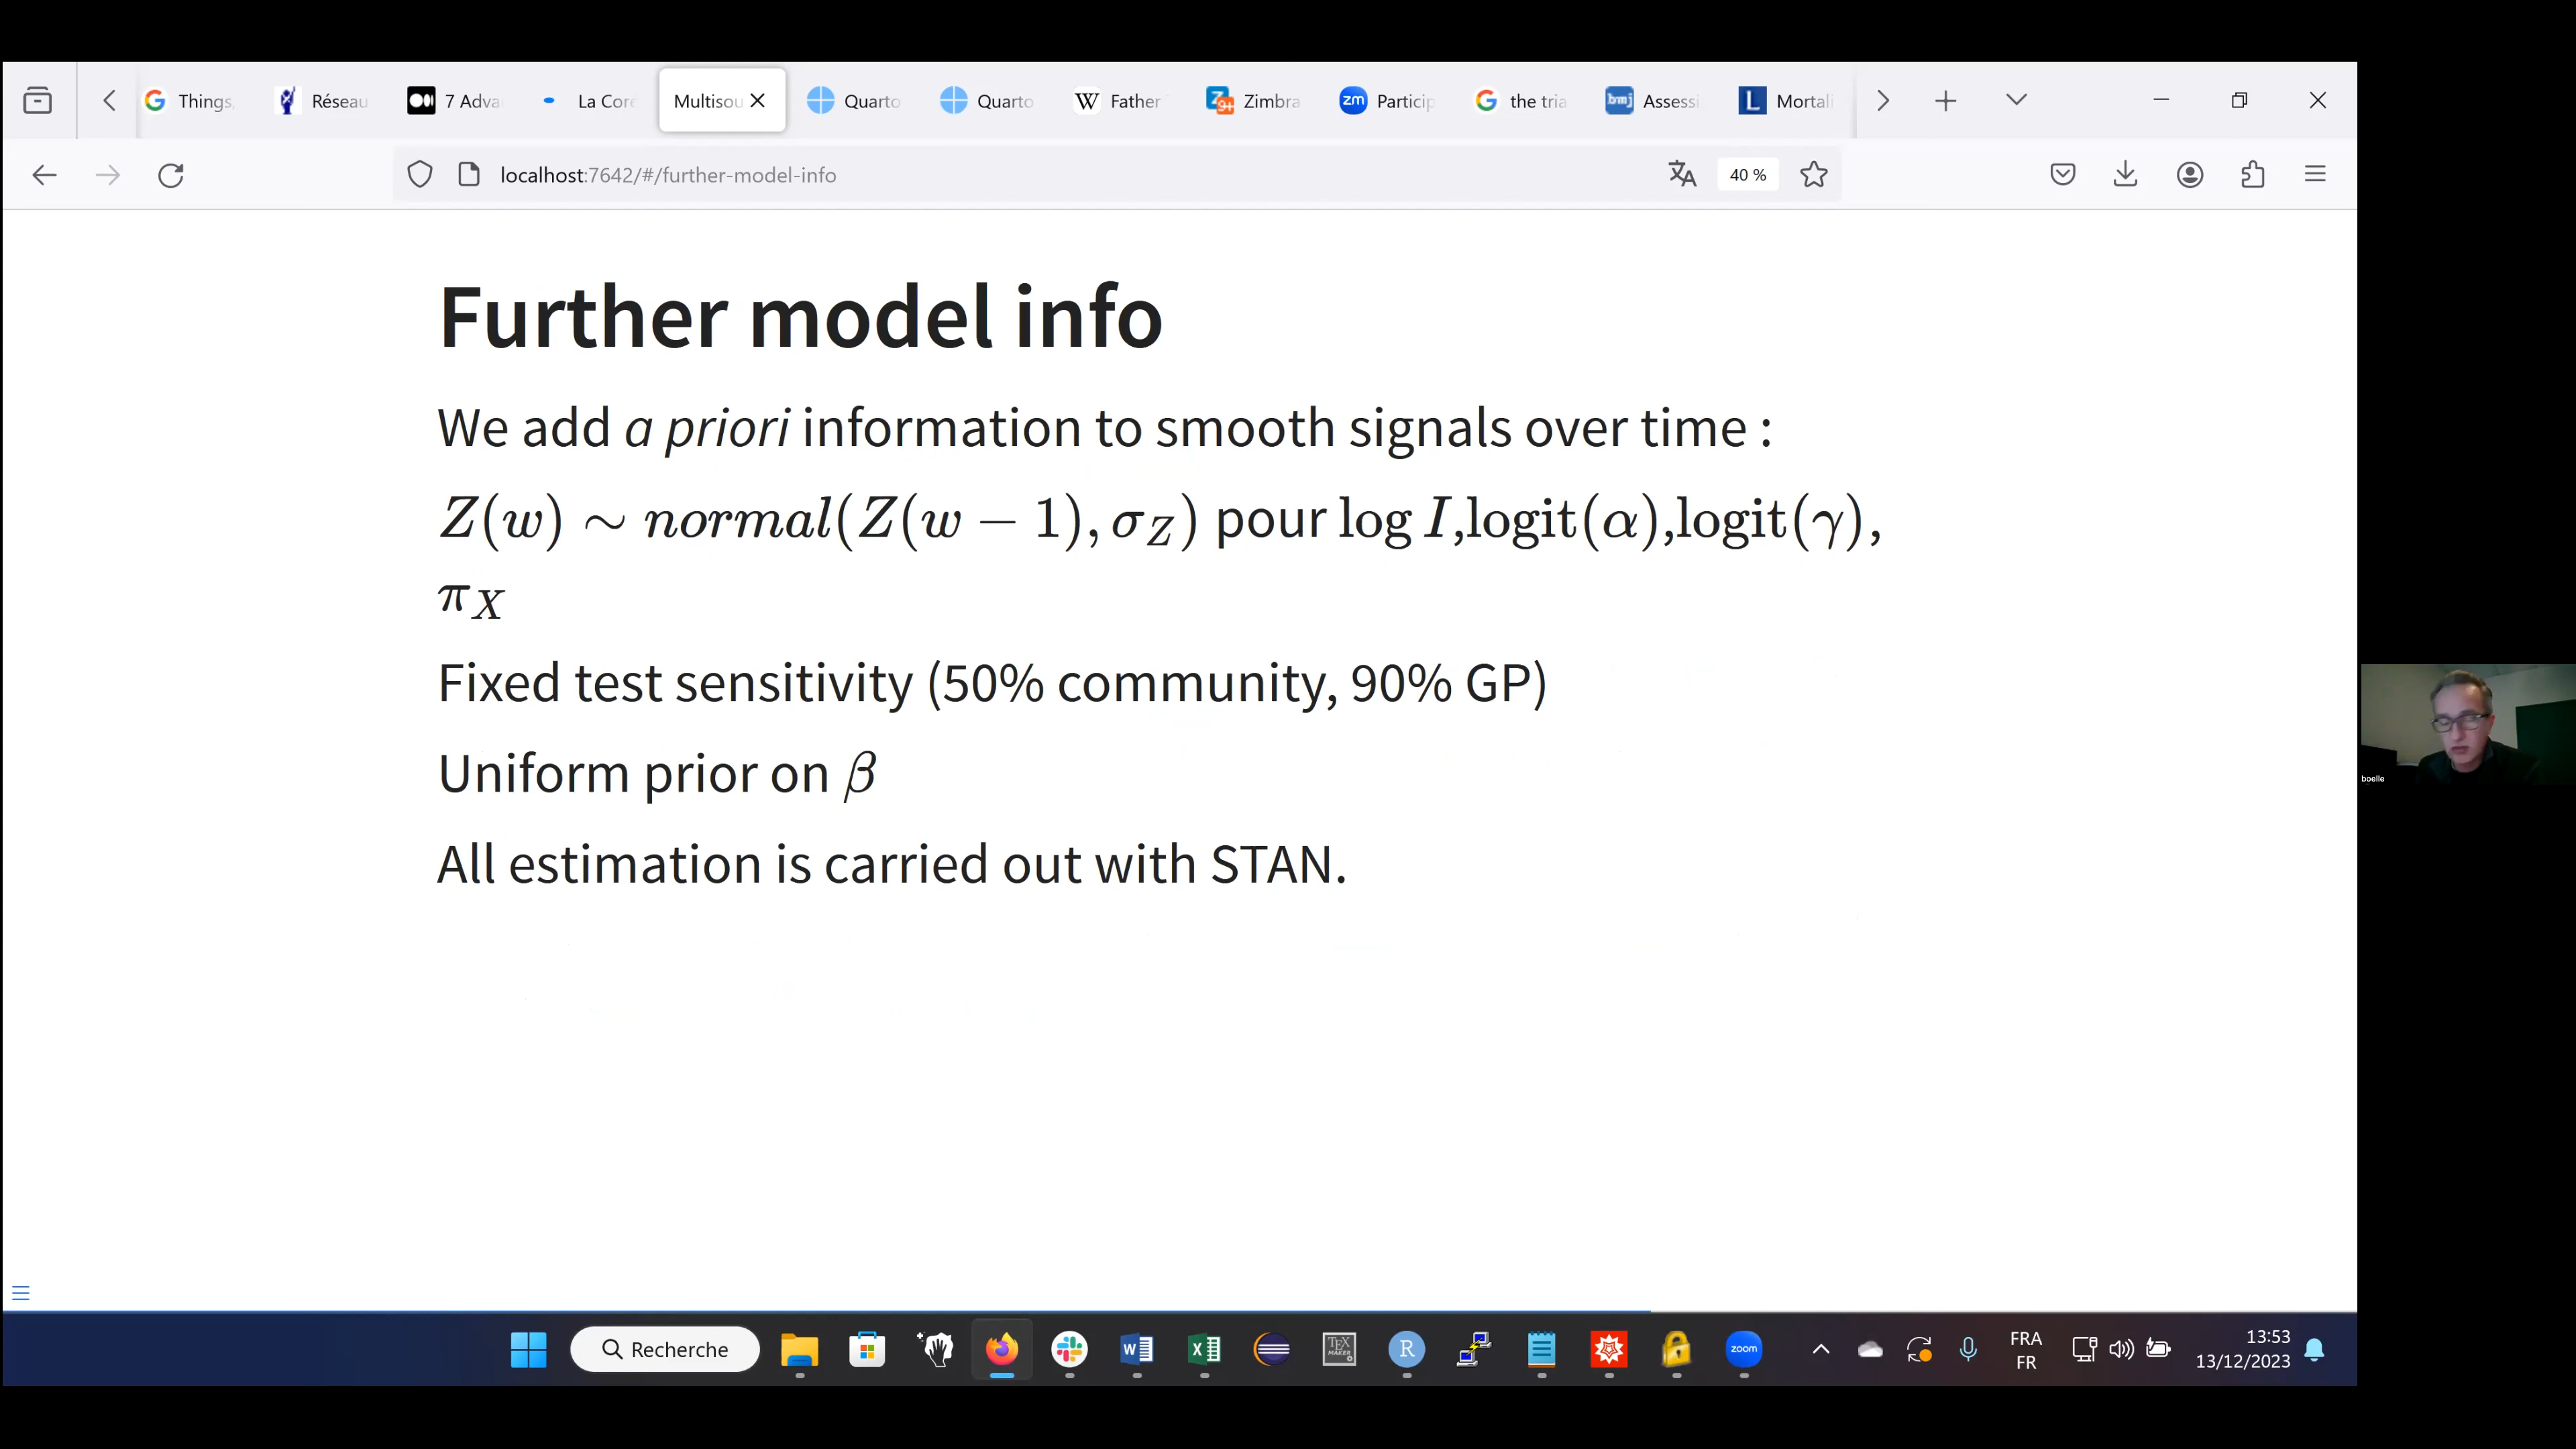 Things
Réseau
7 Adva
La Core
Multisou
Quarto
Quarto
Father
Zimbra
Particip
the tria
Assessi
Mortali
localhost:7642/#/further-model-info
40 %
Further model info
We add a priori information to smooth signals over time :
Z(w) ∼ normal(Z(w − 1), σ_Z) pour log I,logit(α),logit(γ),
π_X
Fixed test sensitivity (50% community, 90% GP)
Uniform prior on β
All estimation is carried out with STAN.
boelle
Recherche
zoom
FRA
FR
13:53
13/12/2023